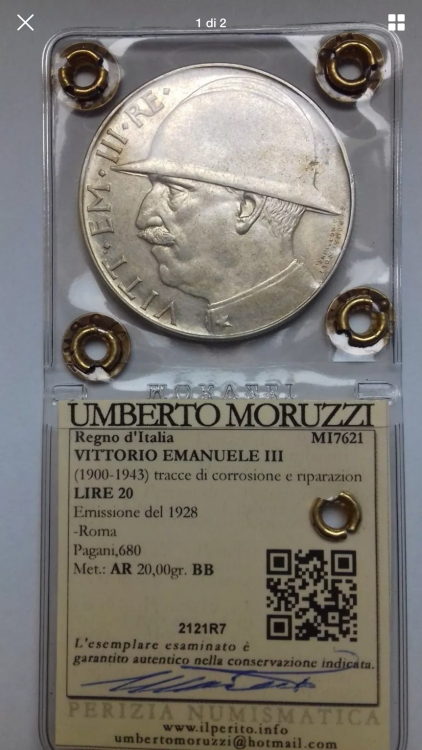 1 di 2
VITT·EM·III·RE·
UMBERTO MORUZZI
Regno d'Italia MI7621
VITTORIO EMANUELE III
(1900-1943) tracce di corrosione e riparazion
LIRE 20
Emissione del 1928
-Roma
Pagani,680
Met.: AR 20,00gr. BB
2121R7
L'esemplare esaminato è
garantito autentico nella conservazione indicata.
PERIZIA NUMISMATICA
www.ilperito.info
umbertomoruzzi@hotmail.com